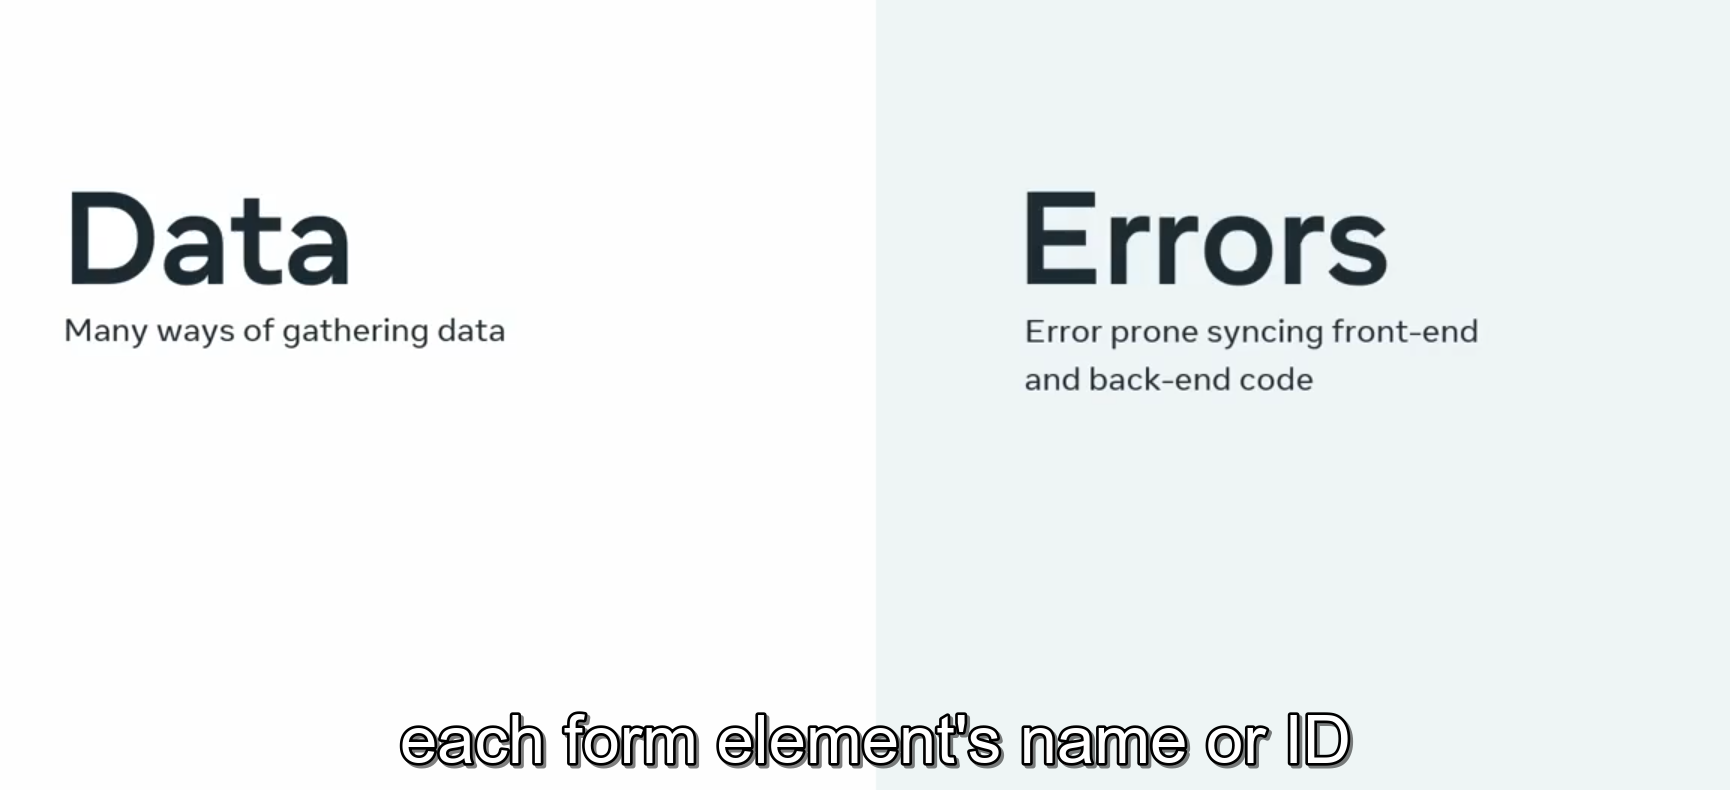 Data
Many ways of gathering data
Errors
Error prone syncing front-end
and back-end code
each form element's name or ID